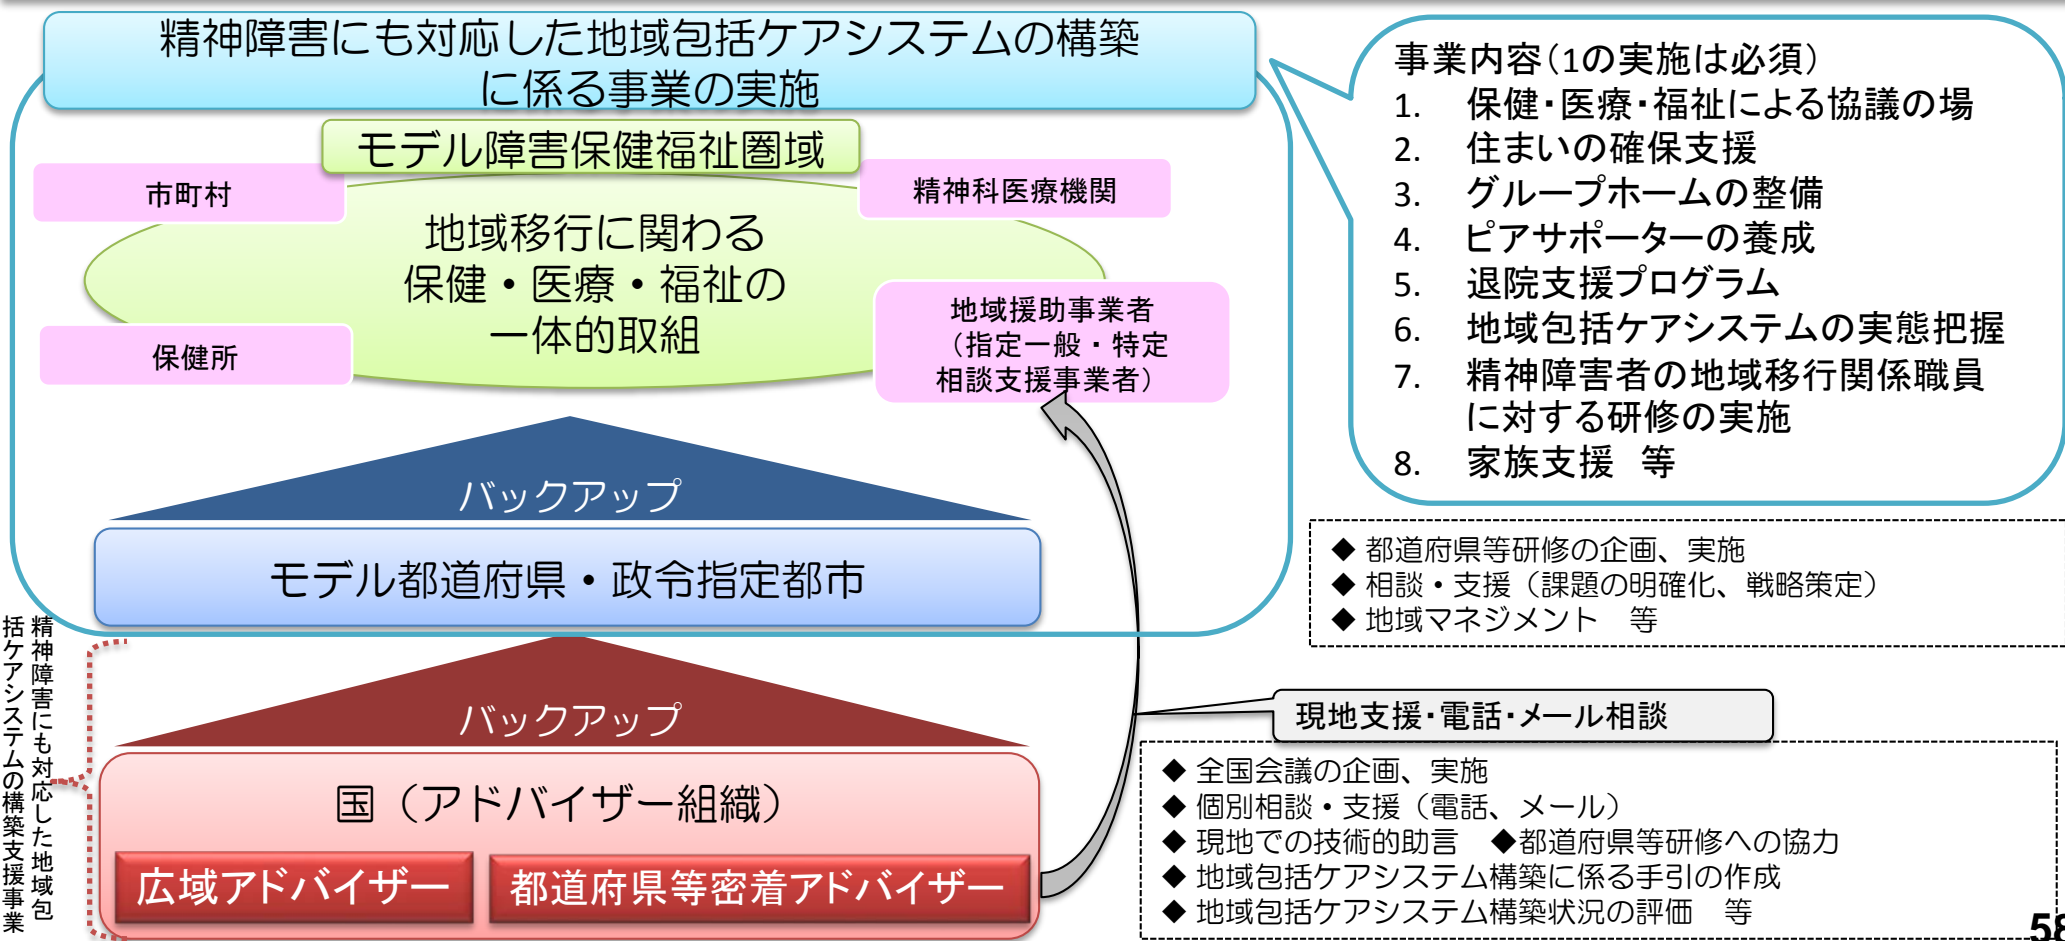 精神障害にも対応した地域包括ケアシステムの構築
に係る事業の実施
モデル障害保健福祉圏域
市町村
精神科医療機関
地域移行に関わる
保健・医療・福祉の
一体的取組
保健所
地域援助事業者
（指定一般・特定
相談支援事業者）
バックアップ
モデル都道府県・政令指定都市
バックアップ
国（アドバイザー組織）
広域アドバイザー
都道府県等密着アドバイザー
精神障害にも対応した地域包
括ケアシステムの構築支援事業
事業内容（1の実施は必須）
1. 保健・医療・福祉による協議の場
2. 住まいの確保支援
3. グループホームの整備
4. ピアサポーターの養成
5. 退院支援プログラム
6. 地域包括ケアシステムの実態把握
7. 精神障害者の地域移行関係職員
に対する研修の実施
8. 家族支援　等
◆ 都道府県等研修の企画、実施
◆ 相談・支援（課題の明確化、戦略策定）
◆ 地域マネジメント　等
現地支援・電話・メール相談
◆ 全国会議の企画、実施
◆ 個別相談・支援（電話、メール）
◆ 現地での技術的助言　◆都道府県等研修への協力
◆ 地域包括ケアシステム構築に係る手引の作成
◆ 地域包括ケアシステム構築状況の評価　等
58